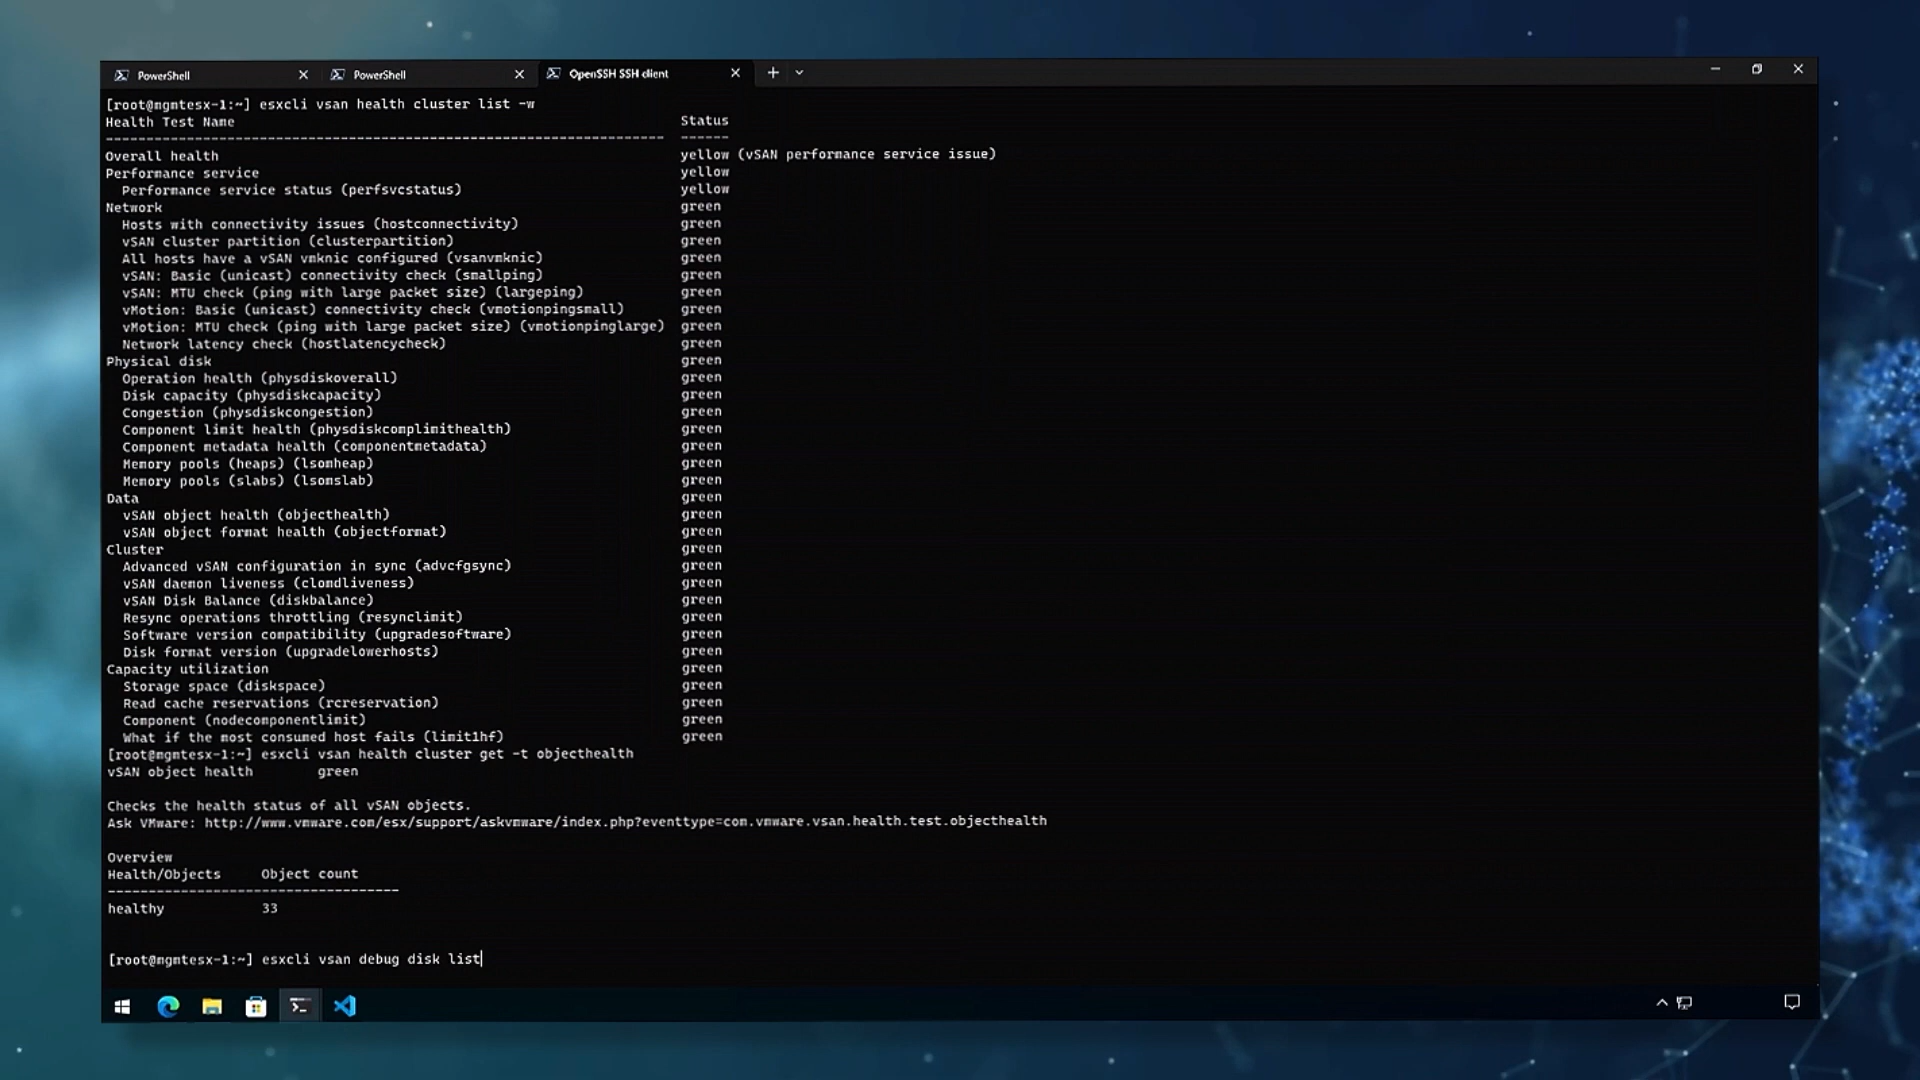 PowerShell
PowerShell
OpenSSH SSH client
[root@mgmtesx-1:~] esxcli vsan health cluster list -w
Health Test Name Status
---------------------------------------------------------------------- ------
Overall health yellow (vSAN performance service issue)
Performance service yellow
Performance service status (perfsvcstatus) yellow
Network green
Hosts with connectivity issues (hostconnectivity) green
vSAN cluster partition (clusterpartition) green
All hosts have a vSAN vmknic configured (vsanvmknic) green
vSAN: Basic (unicast) connectivity check (smallping) green
vSAN: MTU check (ping with large packet size) (largeping) green
vMotion: Basic (unicast) connectivity check (vmotionpingsmall) green
vMotion: MTU check (ping with large packet size) (vmotionpinglarge) green
Network latency check (hostlatencycheck) green
Physical disk green
Operation health (physdiskoverall) green
Disk capacity (physdiskcapacity) green
Congestion (physdiskcongestion) green
Component limit health (physdiskcomplimithealth) green
Component metadata health (componentmetadata) green
Memory pools (heaps) (lsomheap) green
Memory pools (slabs) (lsomslab) green
Data green
vSAN object health (objecthealth) green
vSAN object format health (objectformat) green
Cluster green
Advanced vSAN configuration in sync (advcfgsync) green
vSAN daemon liveness (clomdliveness) green
vSAN Disk Balance (diskbalance) green
Resync operations throttling (resynclimit) green
Software version compatibility (upgradesoftware) green
Disk format version (upgradelowerhosts) green
Capacity utilization green
Storage space (diskspace) green
Read cache reservations (rcreservation) green
Component (nodecomponentlimit) green
What if the most consumed host fails (limit1hf) green
[root@mgmtesx-1:~] esxcli vsan health cluster get -t objecthealth
vSAN object health green
Checks the health status of all vSAN objects.
Ask VMware: http://www.vmware.com/esx/support/askvmware/index.php?eventtype=com.vmware.vsan.health.test.objecthealth
Overview
Health/Objects Object count
------------------------------------
healthy 33
[root@mgmtesx-1:~] esxcli vsan debug disk list